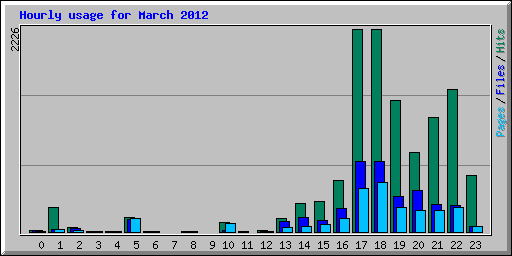 Hourly usage for March 2012
2226
Pages / Files / Hits
0 1 2 3 4 5 6 7 8 9 10 11 12 13 14 15 16 17 18 19 20 21 22 23